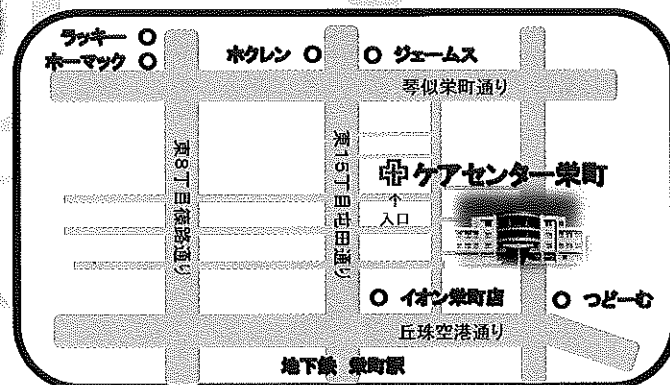 ラッキー
ホーマック
ホクレン
ジェームス
琴似栄町通り
東8丁目篠路通り
東15丁目屯田通り
ケアセンター栄町
↑
入口
イオン栄町店
つどーむ
丘珠空港通り
地下鉄 栄町駅